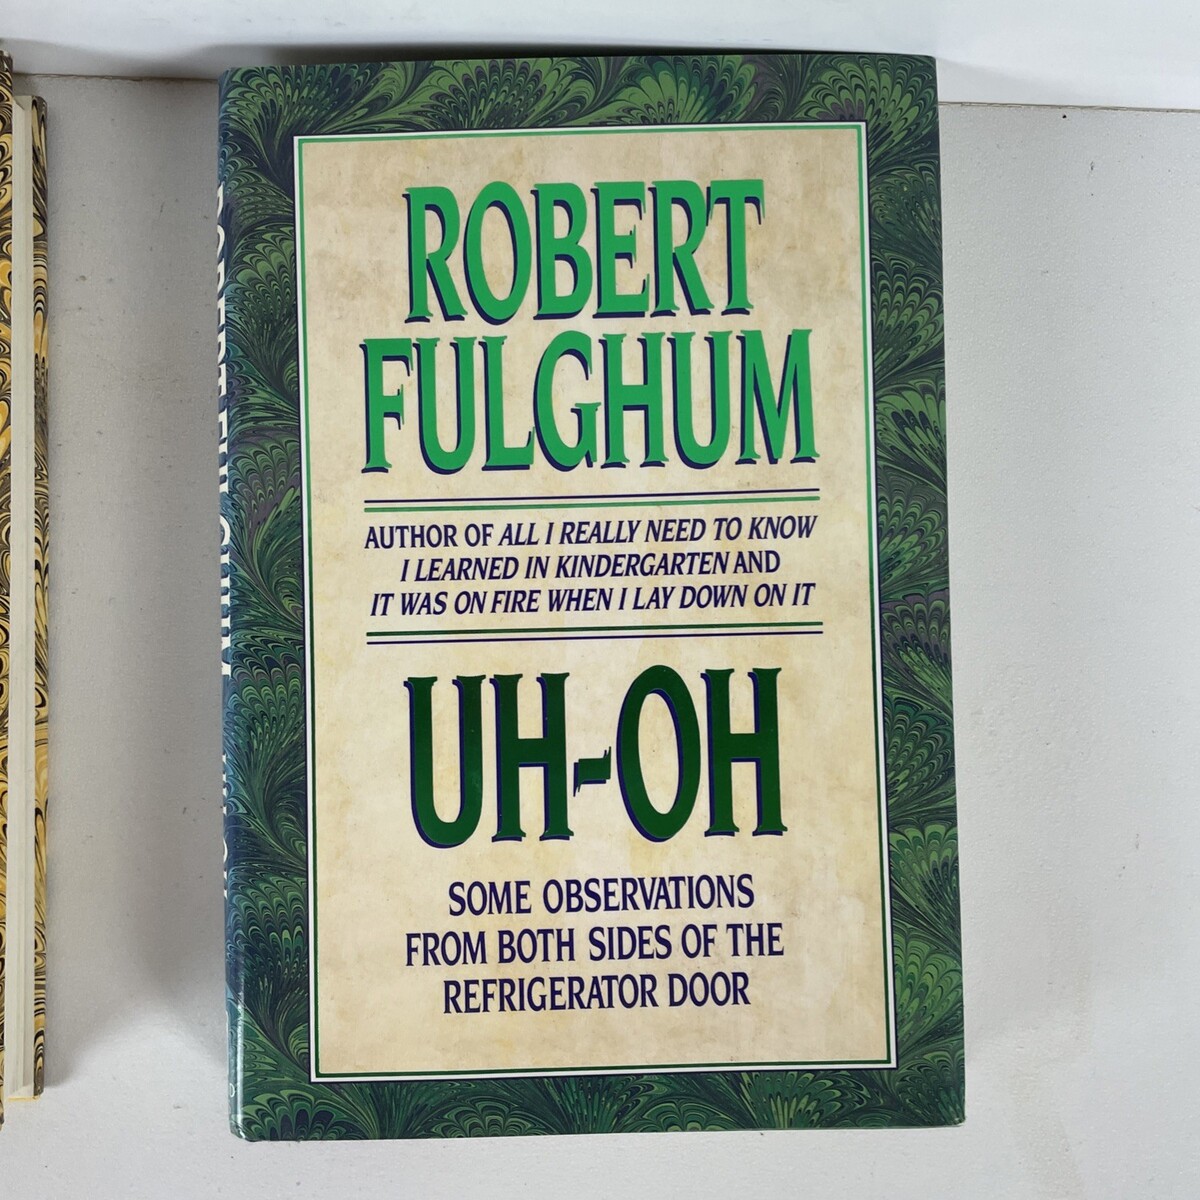 ROBERT
FULGHUM
AUTHOR OF ALL I REALLY NEED TO KNOW
I LEARNED IN KINDERGARTEN AND
IT WAS ON FIRE WHEN I LAY DOWN ON IT
UH-OH
SOME OBSERVATIONS
FROM BOTH SIDES OF THE
REFRIGERATOR DOOR